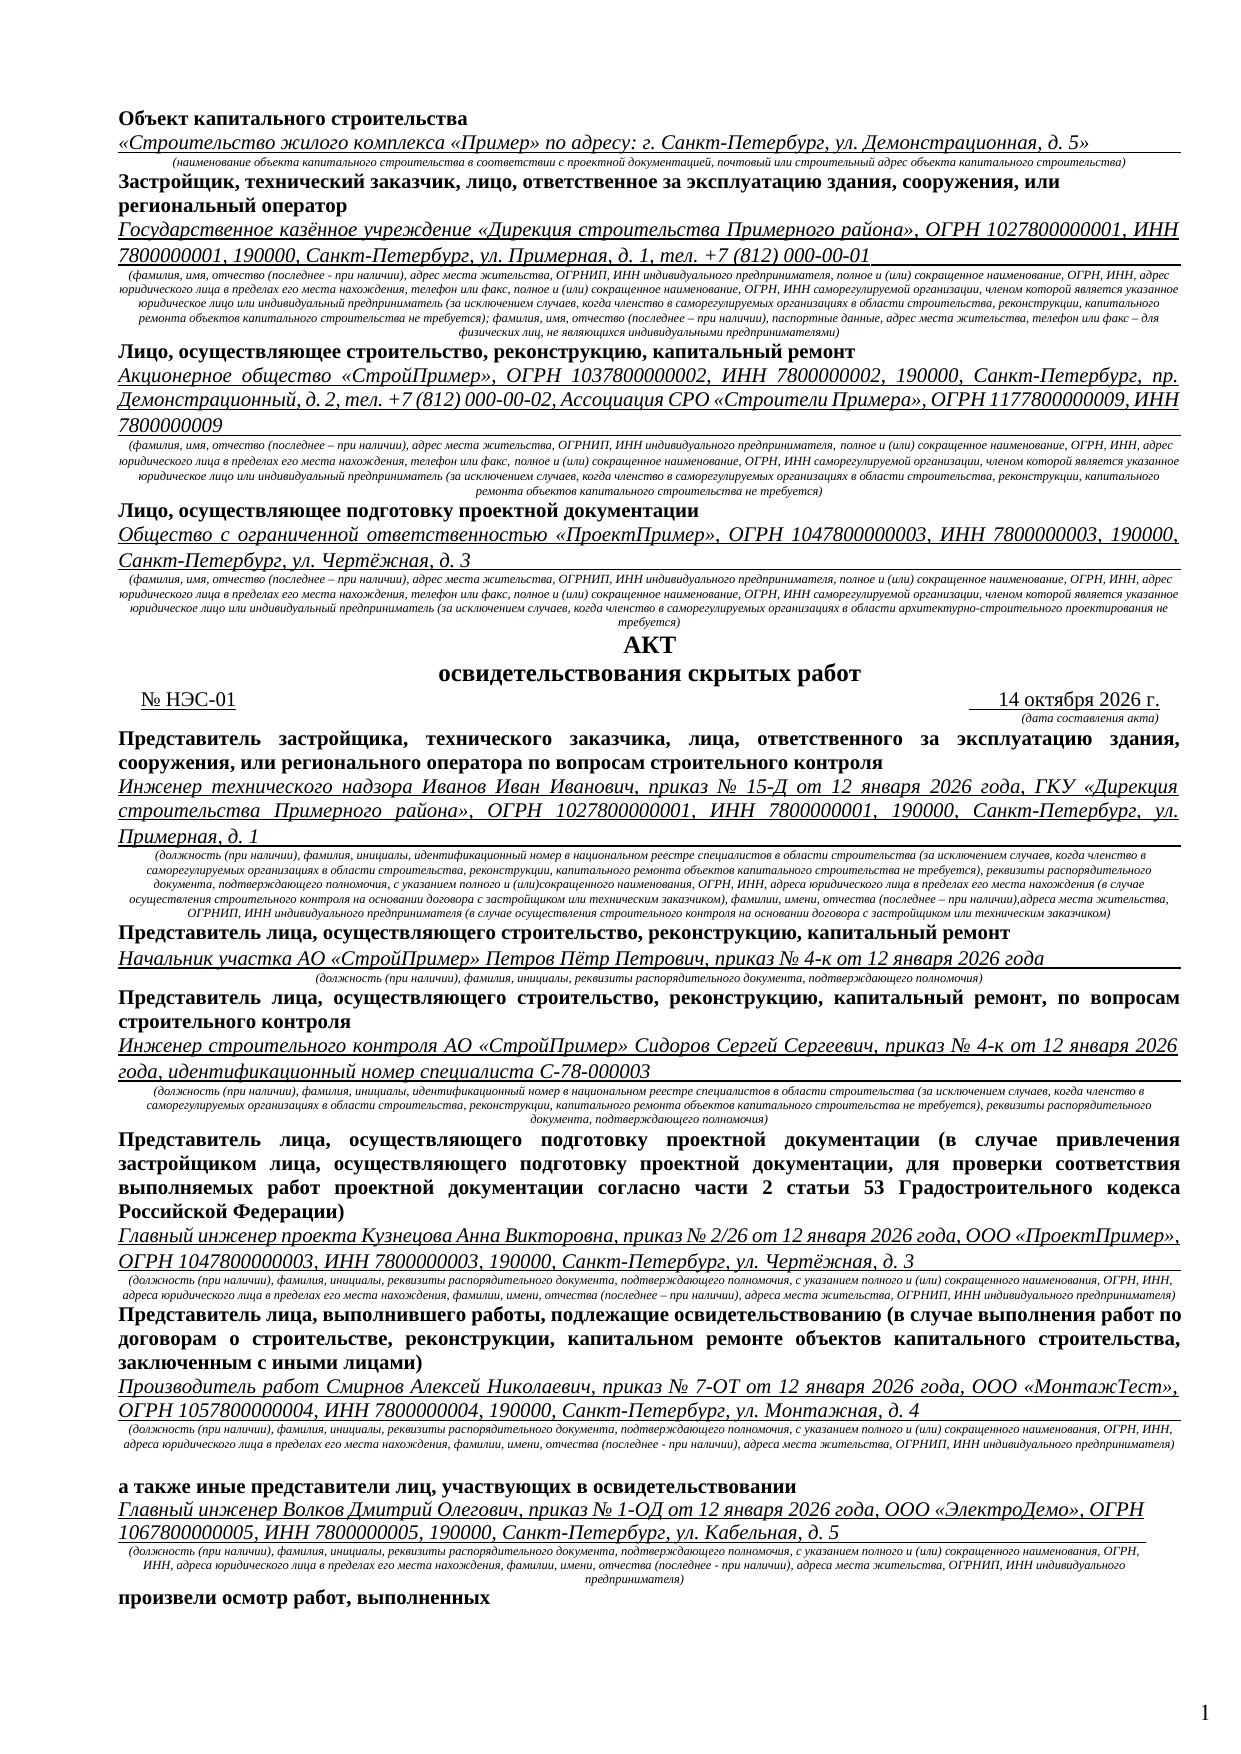 Объект капитального строительства
«Строительство жилого комплекса «Пример» по адресу: г. Санкт-Петербург, ул. Демонстрационная, д. 5»
(наименование объекта капитального строительства в соответствии с проектной документацией, почтовый или строительный адрес объекта капитального строительства)
Застройщик, технический заказчик, лицо, ответственное за эксплуатацию здания, сооружения, или
региональный оператор
Государственное казённое учреждение «Дирекция строительства Примерного района», ОГРН 1027800000001, ИНН
7800000001, 190000, Санкт-Петербург, ул. Примерная, д. 1, тел. +7 (812) 000-00-01
(фамилия, имя, отчество (последнее - при наличии), адрес места жительства, ОГРНИП, ИНН индивидуального предпринимателя, полное и (или) сокращенное наименование, ОГРН, ИНН, адрес
юридического лица в пределах его места нахождения, телефон или факс, полное и (или) сокращенное наименование, ОГРН, ИНН саморегулируемой организации, членом которой является указанное
юридическое лицо или индивидуальный предприниматель (за исключением случаев, когда членство в саморегулируемых организациях в области строительства, реконструкции, капитального
ремонта объектов капитального строительства не требуется); фамилия, имя, отчество (последнее – при наличии), паспортные данные, адрес места жительства, телефон или факс – для
физических лиц, не являющихся индивидуальными предпринимателями)
Лицо, осуществляющее строительство, реконструкцию, капитальный ремонт
Акционерное общество «СтройПример», ОГРН 1037800000002, ИНН 7800000002, 190000, Санкт-Петербург, пр.
Демонстрационный, д. 2, тел. +7 (812) 000-00-02, Ассоциация СРО «Строители Примера», ОГРН 1177800000009, ИНН
7800000009
(фамилия, имя, отчество (последнее – при наличии), адрес места жительства, ОГРНИП, ИНН индивидуального предпринимателя, полное и (или) сокращенное наименование, ОГРН, ИНН, адрес
юридического лица в пределах его места нахождения, телефон или факс, полное и (или) сокращенное наименование, ОГРН, ИНН саморегулируемой организации, членом которой является указанное
юридическое лицо или индивидуальный предприниматель (за исключением случаев, когда членство в саморегулируемых организациях в области строительства, реконструкции, капитального
ремонта объектов капитального строительства не требуется)
Лицо, осуществляющее подготовку проектной документации
Общество с ограниченной ответственностью «ПроектПример», ОГРН 1047800000003, ИНН 7800000003, 190000,
Санкт-Петербург, ул. Чертёжная, д. 3
(фамилия, имя, отчество (последнее – при наличии), адрес места жительства, ОГРНИП, ИНН индивидуального предпринимателя, полное и (или) сокращенное наименование, ОГРН, ИНН, адрес
юридического лица в пределах его места нахождения, телефон или факс, полное и (или) сокращенное наименование, ОГРН, ИНН саморегулируемой организации, членом которой является указанное
юридическое лицо или индивидуальный предприниматель (за исключением случаев, когда членство в саморегулируемых организациях в области архитектурно-строительного проектирования не
требуется)
АКТ
освидетельствования скрытых работ
№ НЭС-01 14 октября 2026 г.
(дата составления акта)
Представитель застройщика, технического заказчика, лица, ответственного за эксплуатацию здания,
сооружения, или регионального оператора по вопросам строительного контроля
Инженер технического надзора Иванов Иван Иванович, приказ № 15-Д от 12 января 2026 года, ГКУ «Дирекция
строительства Примерного района», ОГРН 1027800000001, ИНН 7800000001, 190000, Санкт-Петербург, ул.
Примерная, д. 1
(должность (при наличии), фамилия, инициалы, идентификационный номер в национальном реестре специалистов в области строительства (за исключением случаев, когда членство в
саморегулируемых организациях в области строительства, реконструкции, капитального ремонта объектов капитального строительства не требуется), реквизиты распорядительного
документа, подтверждающего полномочия, с указанием полного и (или)сокращенного наименования, ОГРН, ИНН, адреса юридического лица в пределах его места нахождения (в случае
осуществления строительного контроля на основании договора с застройщиком или техническим заказчиком), фамилии, имени, отчества (последнее – при наличии),адреса места жительства,
ОГРНИП, ИНН индивидуального предпринимателя (в случае осуществления строительного контроля на основании договора с застройщиком или техническим заказчиком)
Представитель лица, осуществляющего строительство, реконструкцию, капитальный ремонт
Начальник участка АО «СтройПример» Петров Пётр Петрович, приказ № 4-к от 12 января 2026 года
(должность (при наличии), фамилия, инициалы, реквизиты распорядительного документа, подтверждающего полномочия)
Представитель лица, осуществляющего строительство, реконструкцию, капитальный ремонт, по вопросам
строительного контроля
Инженер строительного контроля АО «СтройПример» Сидоров Сергей Сергеевич, приказ № 4-к от 12 января 2026
года, идентификационный номер специалиста С-78-000003
(должность (при наличии), фамилия, инициалы, идентификационный номер в национальном реестре специалистов в области строительства (за исключением случаев, когда членство в
саморегулируемых организациях в области строительства, реконструкции, капитального ремонта объектов капитального строительства не требуется), реквизиты распорядительного
документа, подтверждающего полномочия)
Представитель лица, осуществляющего подготовку проектной документации (в случае привлечения
застройщиком лица, осуществляющего подготовку проектной документации, для проверки соответствия
выполняемых работ проектной документации согласно части 2 статьи 53 Градостроительного кодекса
Российской Федерации)
Главный инженер проекта Кузнецова Анна Викторовна, приказ № 2/26 от 12 января 2026 года, ООО «ПроектПример»,
ОГРН 1047800000003, ИНН 7800000003, 190000, Санкт-Петербург, ул. Чертёжная, д. 3
(должность (при наличии), фамилия, инициалы, реквизиты распорядительного документа, подтверждающего полномочия, с указанием полного и (или) сокращенного наименования, ОГРН, ИНН,
адреса юридического лица в пределах его места нахождения, фамилии, имени, отчества (последнее – при наличии), адреса места жительства, ОГРНИП, ИНН индивидуального предпринимателя)
Представитель лица, выполнившего работы, подлежащие освидетельствованию (в случае выполнения работ по
договорам о строительстве, реконструкции, капитальном ремонте объектов капитального строительства,
заключенным с иными лицами)
Производитель работ Смирнов Алексей Николаевич, приказ № 7-ОТ от 12 января 2026 года, ООО «МонтажТест»,
ОГРН 1057800000004, ИНН 7800000004, 190000, Санкт-Петербург, ул. Монтажная, д. 4
(должность (при наличии), фамилия, инициалы, реквизиты распорядительного документа, подтверждающего полномочия, с указанием полного и (или) сокращенного наименования, ОГРН, ИНН,
адреса юридического лица в пределах его места нахождения, фамилии, имени, отчества (последнее - при наличии), адреса места жительства, ОГРНИП, ИНН индивидуального предпринимателя)
а также иные представители лиц, участвующих в освидетельствовании
Главный инженер Волков Дмитрий Олегович, приказ № 1-ОД от 12 января 2026 года, ООО «ЭлектроДемо», ОГРН
1067800000005, ИНН 7800000005, 190000, Санкт-Петербург, ул. Кабельная, д. 5
(должность (при наличии), фамилия, инициалы, реквизиты распорядительного документа, подтверждающего полномочия, с указанием полного и (или) сокращенного наименования, ОГРН,
ИНН, адреса юридического лица в пределах его места нахождения, фамилии, имени, отчества (последнее - при наличии), адреса места жительства, ОГРНИП, ИНН индивидуального
предпринимателя)
произвели осмотр работ, выполненных
1